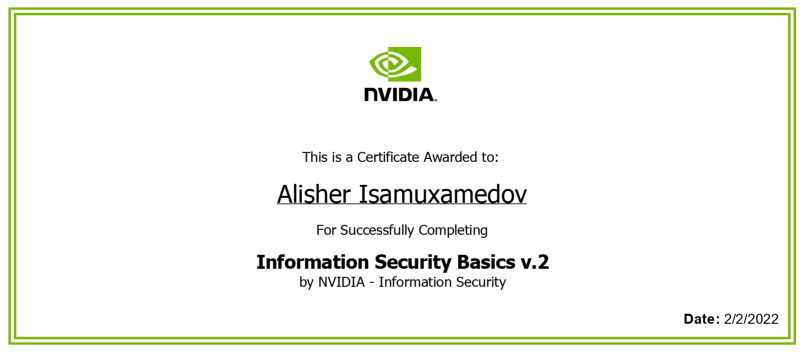 NVIDIA.
This is a Certificate Awarded to:
Alisher Isamuxamedov
For Successfully Completing
Information Security Basics v.2
by NVIDIA - Information Security
Date: 2/2/2022